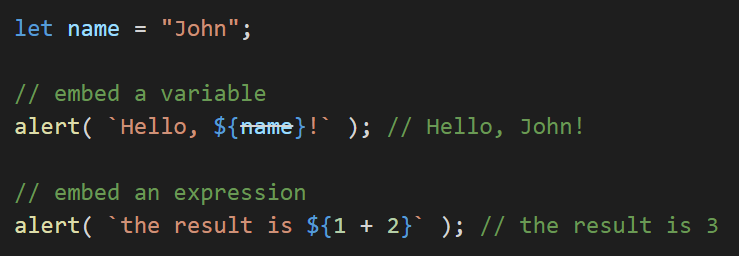 let name = "John";
// embed a variable
alert( `Hello, ${name}!` ); // Hello, John!
// embed an expression
alert( `the result is ${1 + 2}` ); // the result is 3